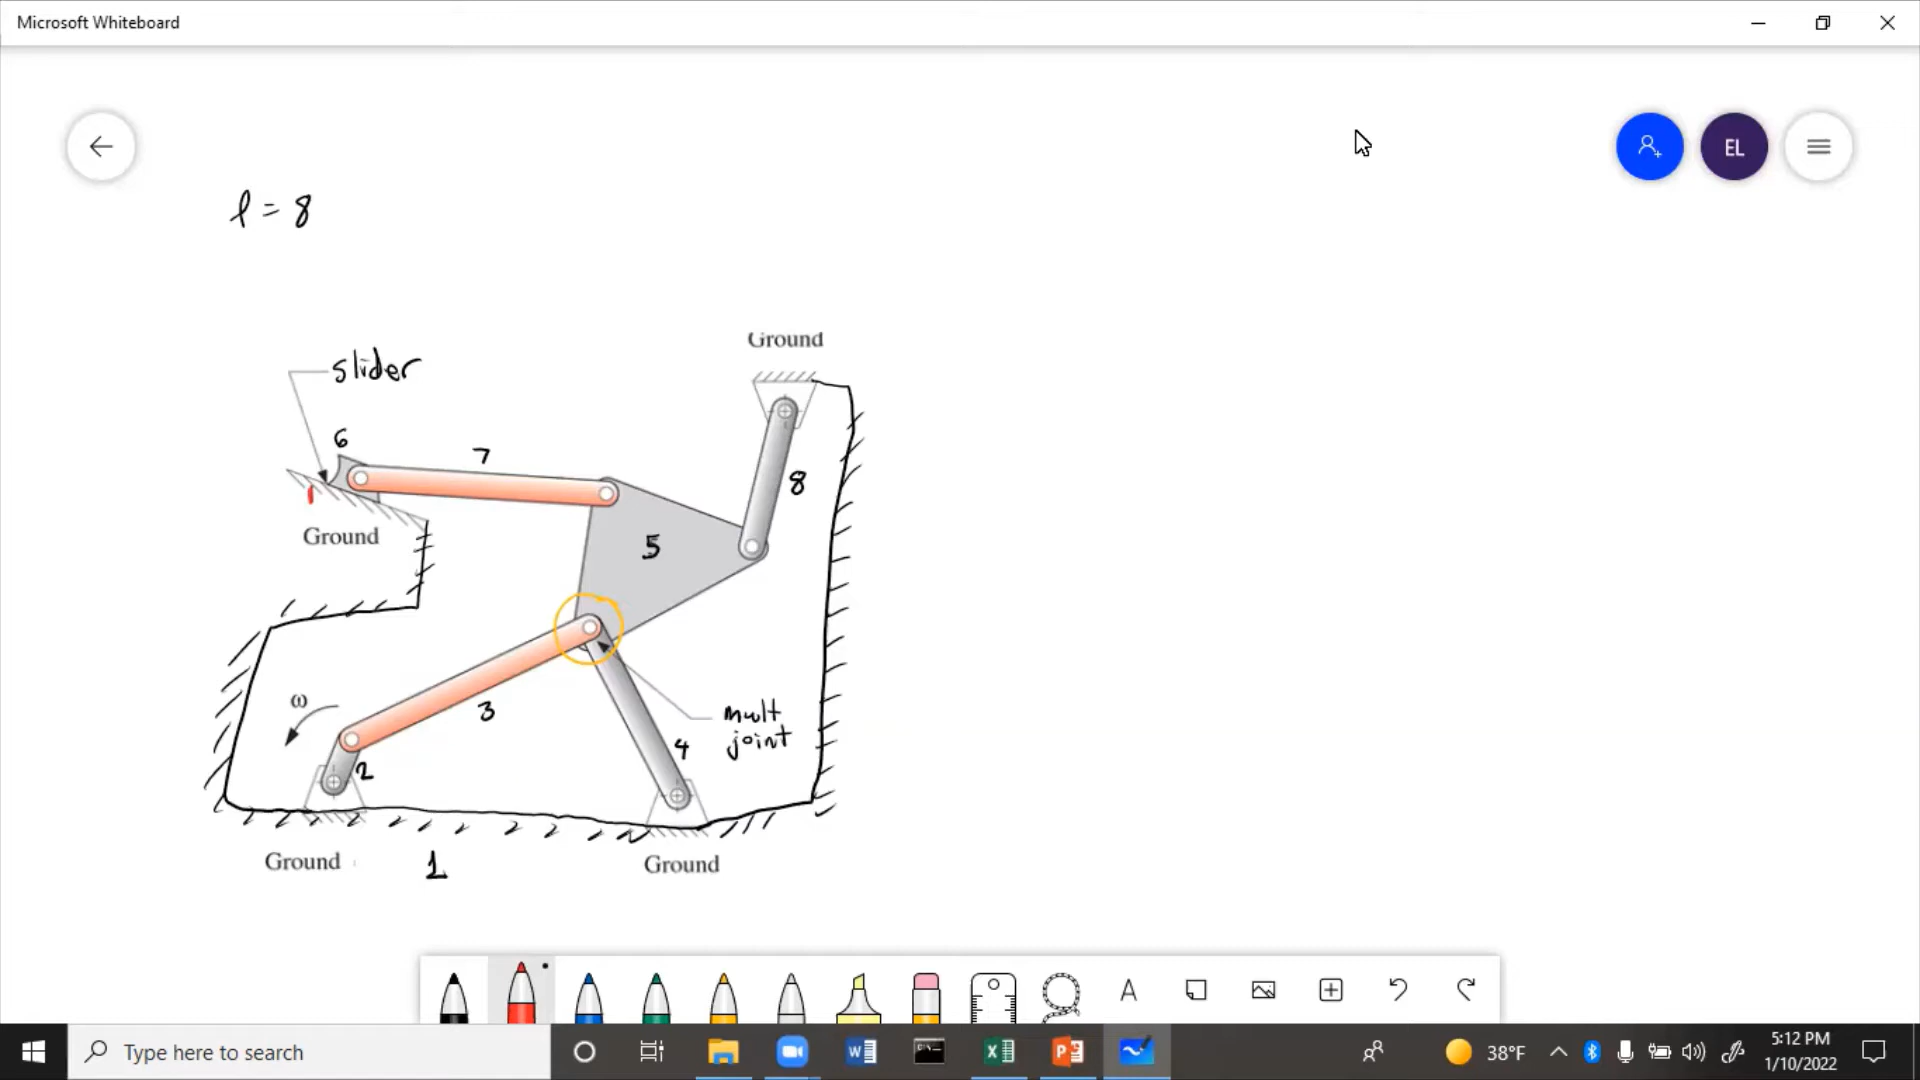 Microsoft Whiteboard
EL
l = 8
Ground
slider
6
7
8
1
Ground
5
ω
3
mult
joint
4
2
Ground
1
Ground
A
Type here to search
38°F
5:12 PM
1/10/2022